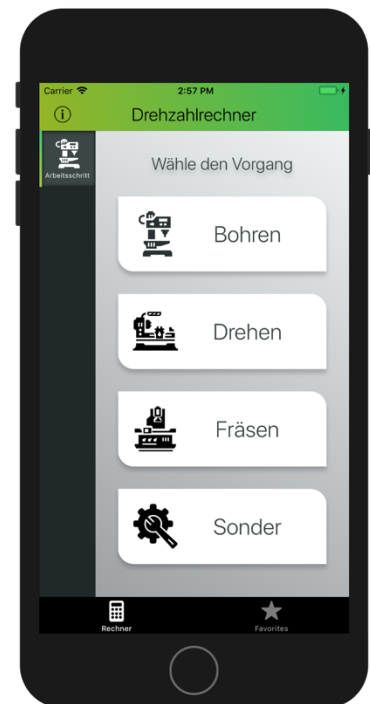 Carrier 2:57 PM
Drehzahlrechner
Arbeitsschritt
Wähle den Vorgang
Bohren
Drehen
Fräsen
Sonder
Rechner Favorites